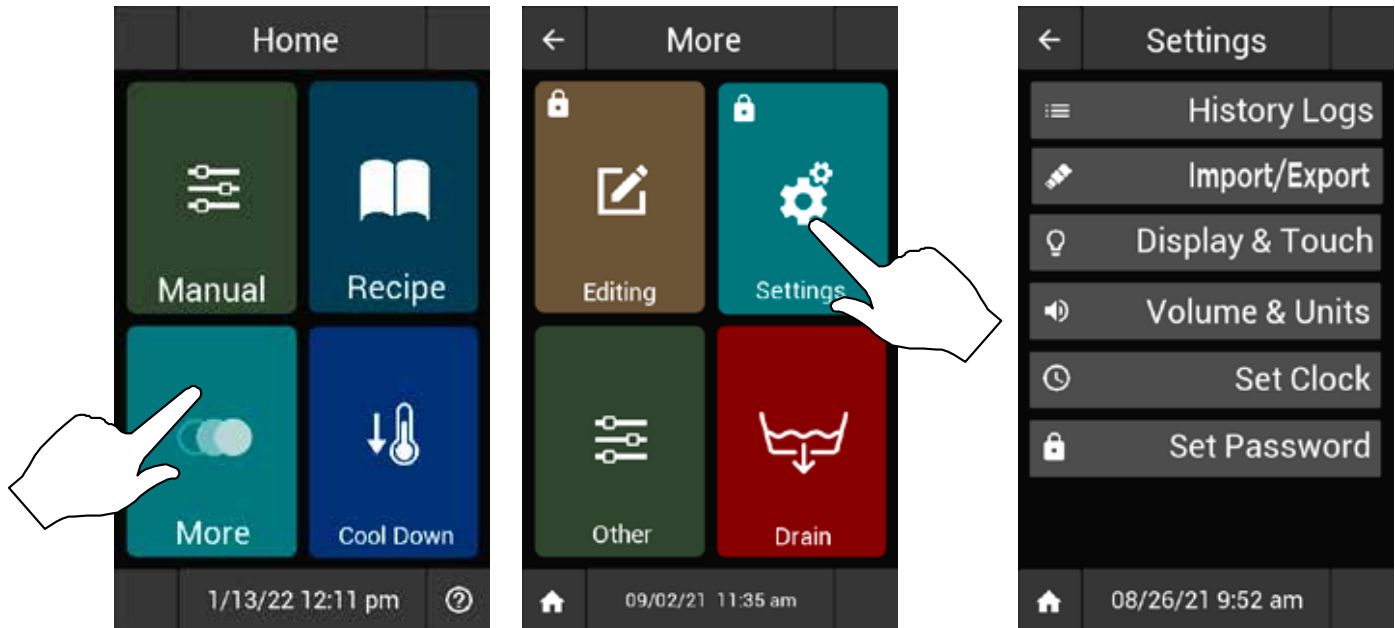 Home
Manual
Recipe
More
Cool Down
1/13/22 12:11 pm
More
Editing
Settings
Other
Drain
09/02/21 11:35 am
Settings
History Logs
Import/Export
Display & Touch
Volume & Units
Set Clock
Set Password
08/26/21 9:52 am